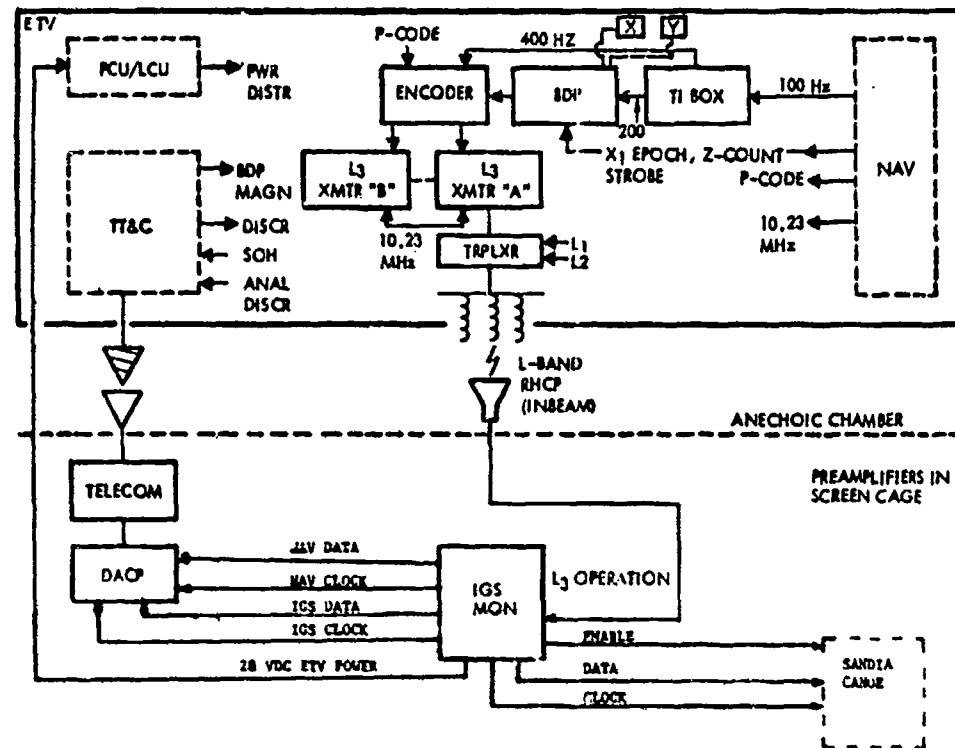 ETV
PCU/LCU
PWR
DISTR
P-CODE
400 HZ
X
Y
ENCODER
BDP
TI BOX
100 Hz
200
X1 EPOCH, Z-COUNT
STROBE
P-CODE
10.23
MHz
NAV
L3
XMTR "B"
L3
XMTR "A"
10.23
MHz
TRPLXR
L1
L2
TT&C
BDP
MAGN
DISCR
SOH
ANAL
DISCR
L-BAND
RHCP
(INBEAM)
ANECHOIC CHAMBER
PREAMPLIFIERS IN
SCREEN CAGE
TELECOM
DACP
NAV DATA
NAV CLOCK
IGS DATA
IGS CLOCK
28 VDC ETV POWER
IGS
MON
L3 OPERATION
ENABLE
DATA
CLOCK
SANDIA